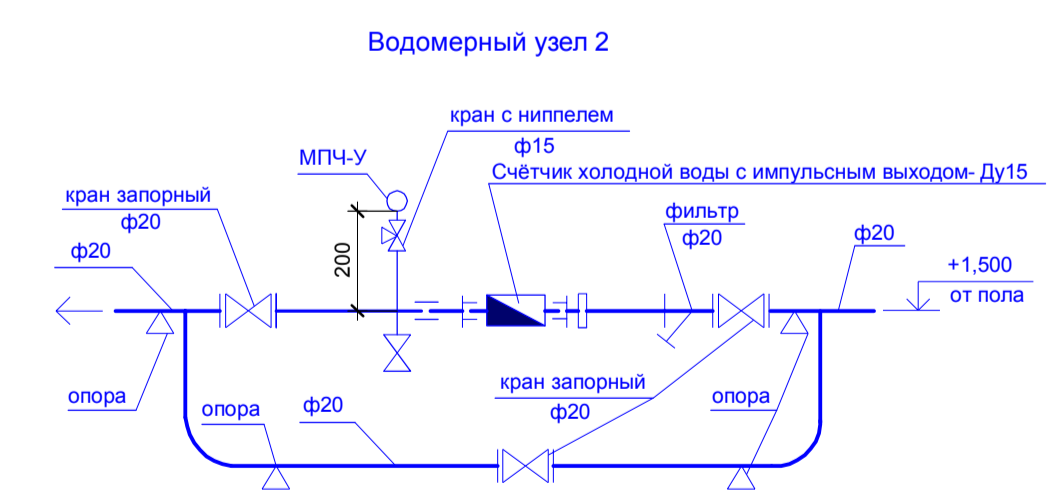 Водомерный узел 2
кран с ниппелем
ф15
МПЧ-У
Счётчик холодной воды с импульсным выходом- Ду15
кран запорный
ф20
фильтр
ф20
ф20
ф20
200
+1,500
от пола
кран запорный
ф20
опора
опора
ф20
опора